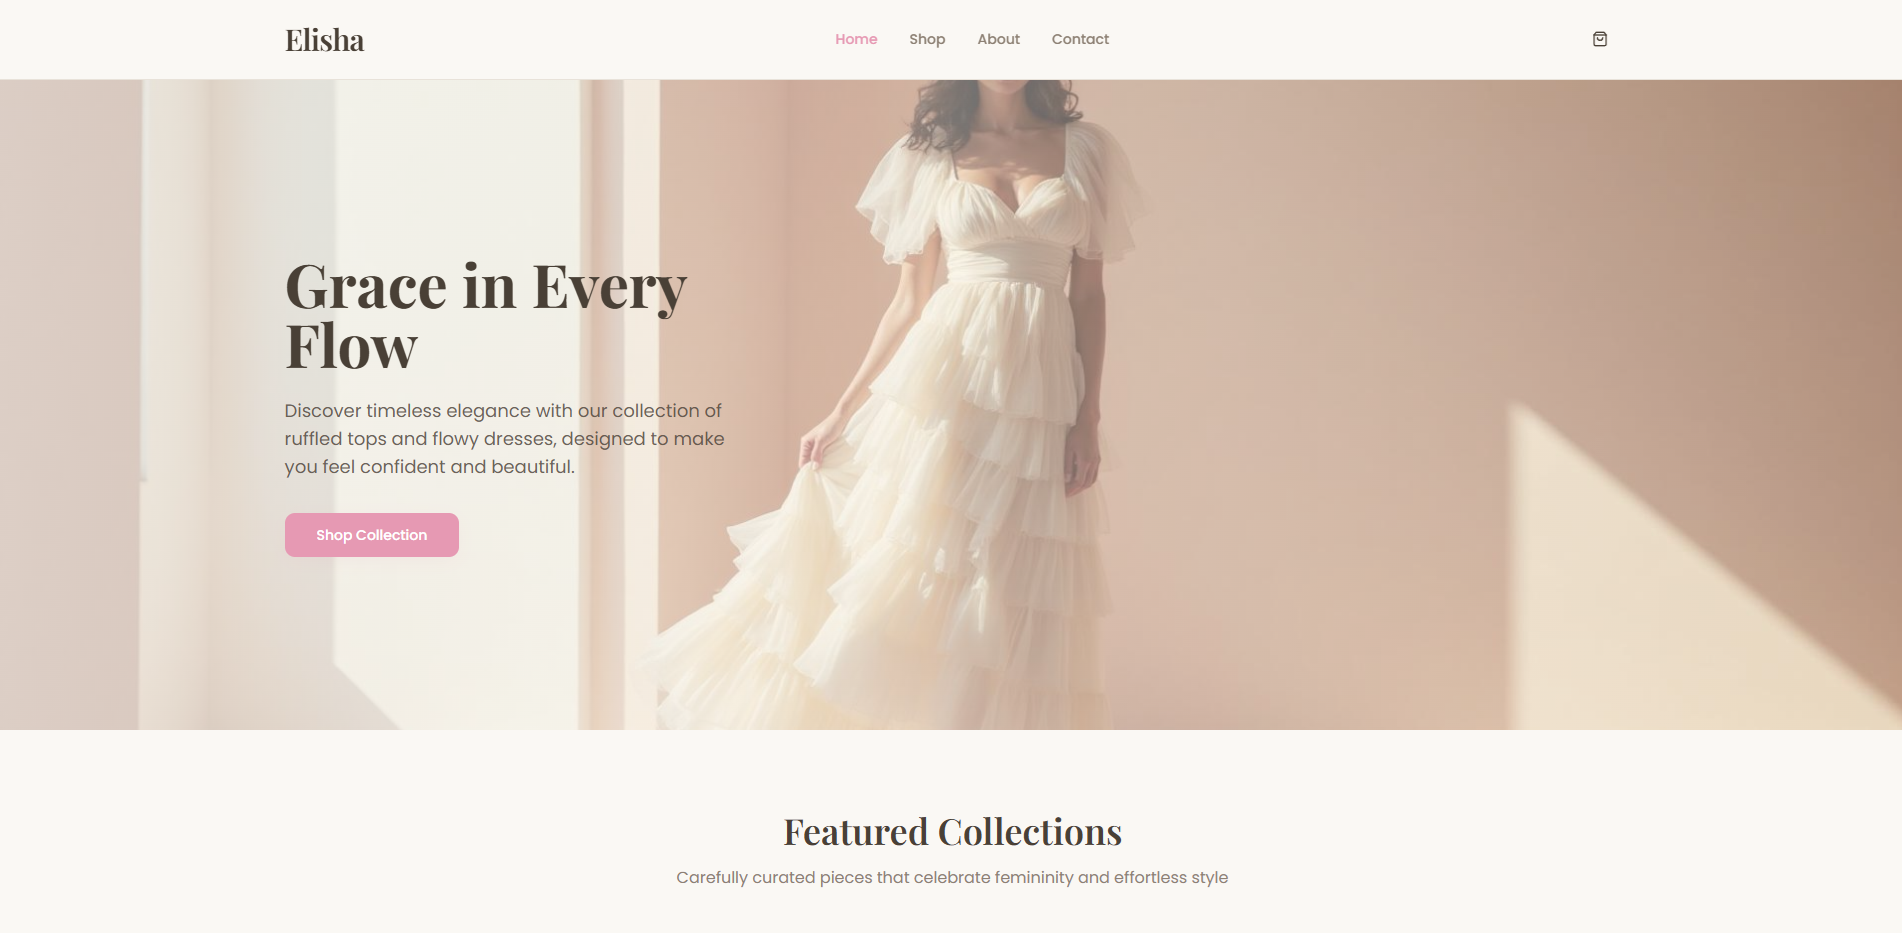 Elisha
Home
Shop
About
Contact
Grace in Every
Flow
Discover timeless elegance with our collection of
ruffled tops and flowy dresses, designed to make
you feel confident and beautiful.
Shop Collection
Featured Collections
Carefully curated pieces that celebrate femininity and effortless style